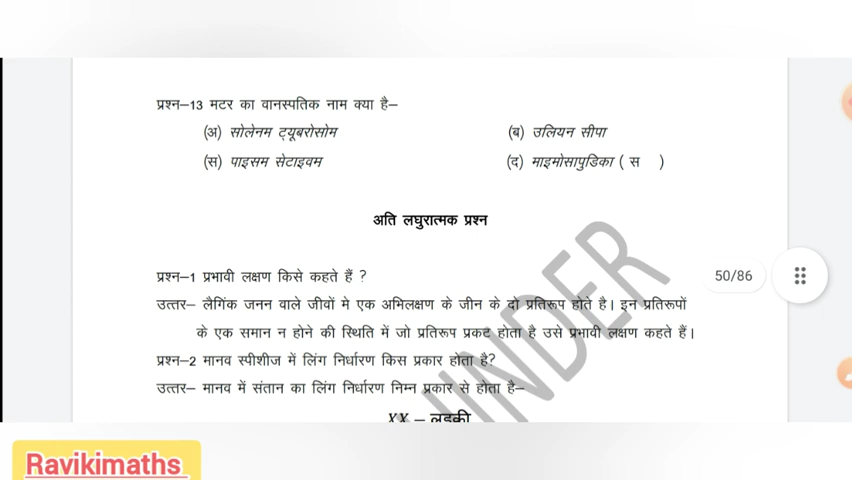 प्रश्न–13 मटर का वानस्पतिक नाम क्या है–
(अ) सोलेनम ट्यूबरोसोम (ब) उलियन सीपा
(स) पाइसम सेटाइवम (द) माइमोसापुडिका ( स )
अति लघुरात्मक प्रश्न
प्रश्न–1 प्रभावी लक्षण किसे कहते हैं ?
50/86
उत्तर– लैगिंक जनन वाले जीवों मे एक अभिलक्षण के जीन के दो प्रतिरूप होते है। इन प्रतिरूपों
के एक समान न होने की स्थिति में जो प्रतिरूप प्रकट होता है उसे प्रभावी लक्षण कहते हैं।
प्रश्न–2 मानव स्पीशीज में लिंग निर्धारण किस प्रकार होता है?
उत्तर– मानव में संतान का लिंग निर्धारण निम्न प्रकार से होता है–
XX – लड़की
UNDER
Ravikimaths